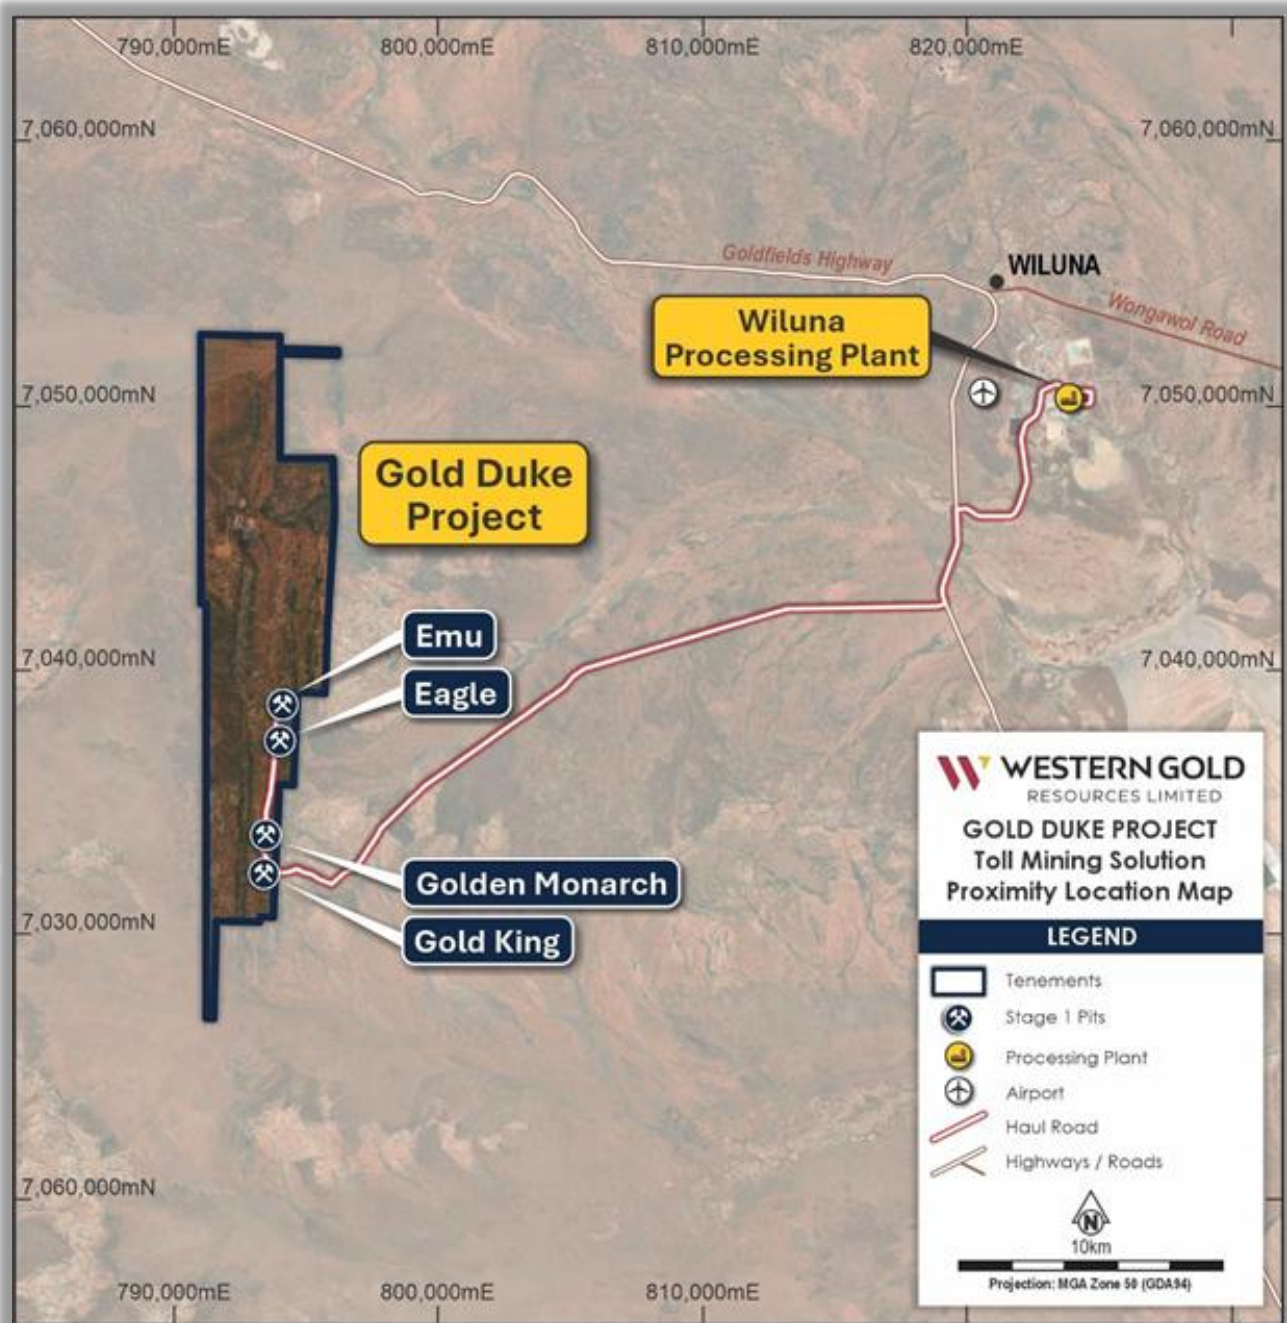 790,000mE 800,000mE 810,000mE 820,000mE
7,060,000mN 7,060,000mN
Goldfields Highway
WILUNA
Wongawol Road
Wiluna
Processing Plant
7,050,000mN 7,050,000mN
Gold Duke
Project
Emu
7,040,000mN 7,040,000mN
Eagle
Golden Monarch
7,030,000mN
Gold King
7,060,000mN
790,000mE 800,000mE 810,000mE
WESTERN GOLD
RESOURCES LIMITED
GOLD DUKE PROJECT
Toll Mining Solution
Proximity Location Map
LEGEND
Tenements
Stage 1 Pits
Processing Plant
Airport
Haul Road
Highways / Roads
N
10km
Projection: MGA Zone 50 (GDA94)